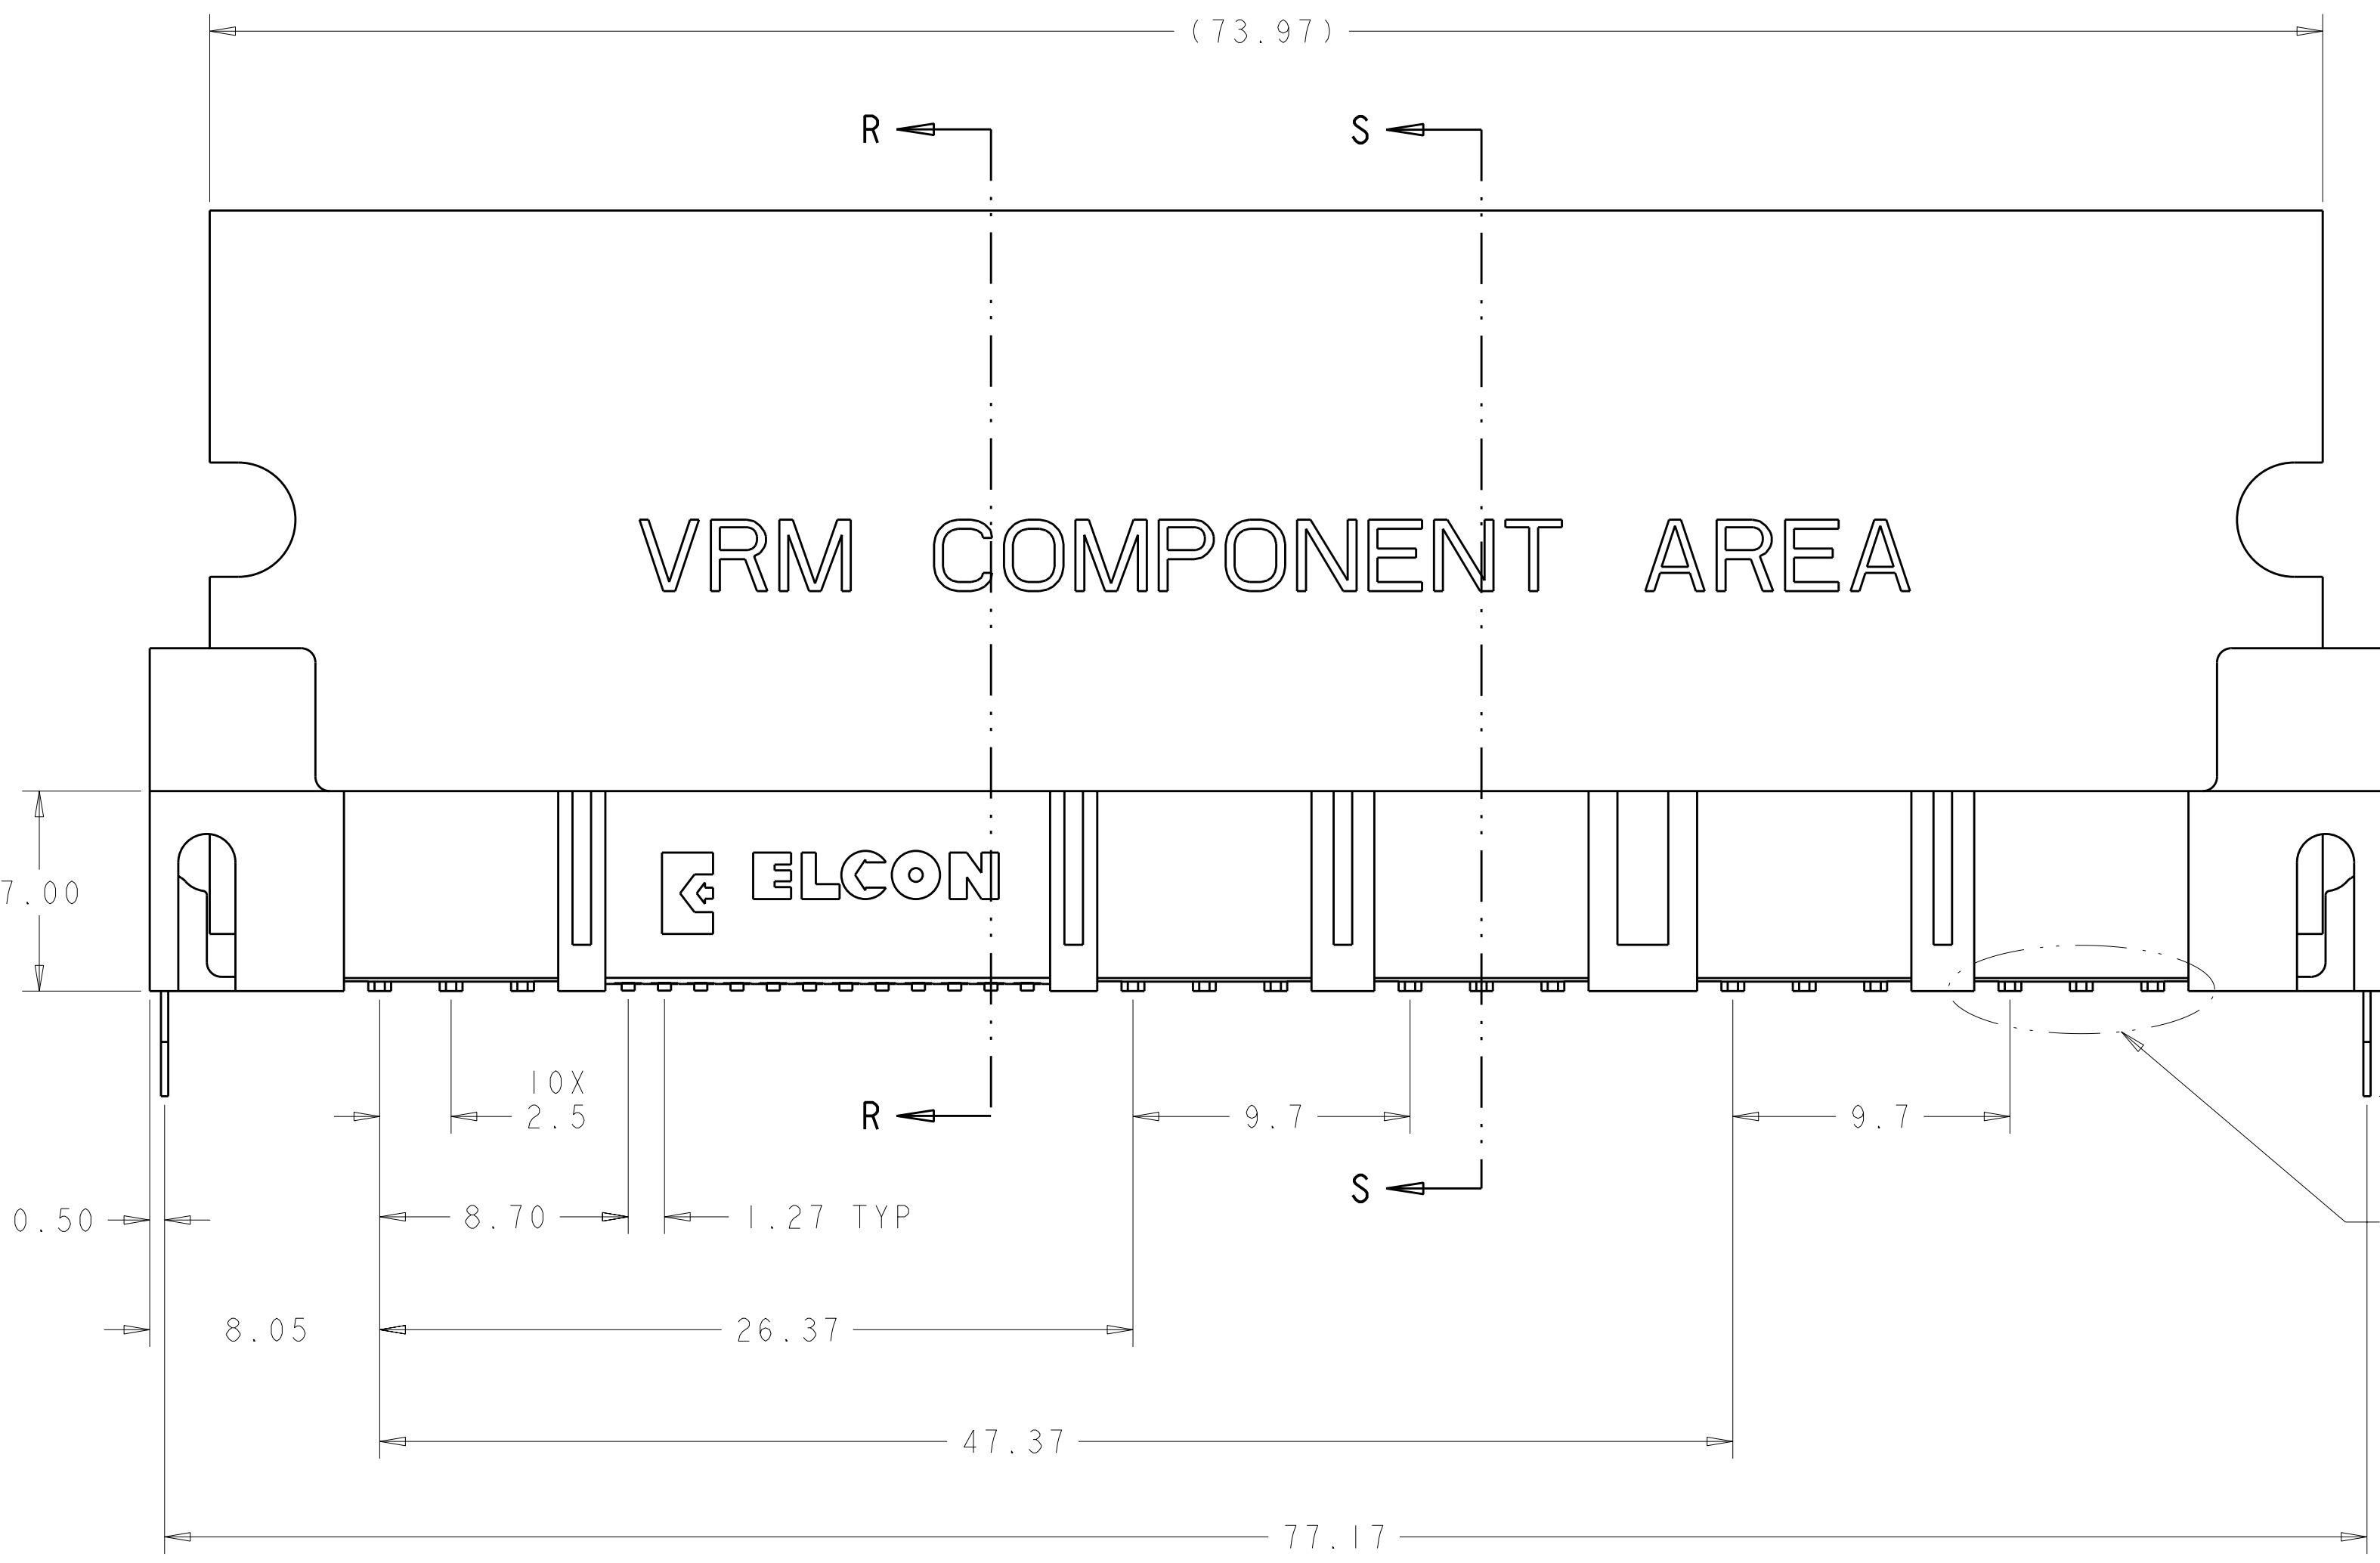 (73.97)
R
S
VRM COMPONENT AREA
ELCON
7.00
10X
2.5
R
9.7
9.7
S
0.50
8.70
1.27 TYP
8.05
26.37
47.37
77.17